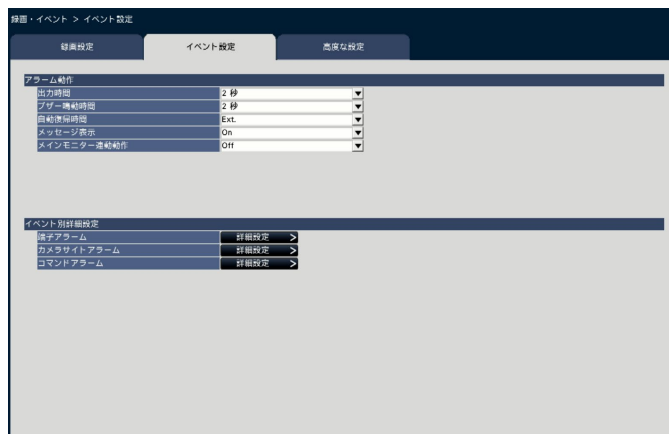 録画・イベント > イベント設定
録画設定 イベント設定 高度な設定
アラーム動作
出力時間 2 秒
ブザー鳴動時間 2 秒
自動復帰時間 Ext.
メッセージ表示 On
メインモニター連動動作 Off
イベント別詳細設定
端子アラーム 詳細設定 >
カメラサイトアラーム 詳細設定 >
コマンドアラーム 詳細設定 >